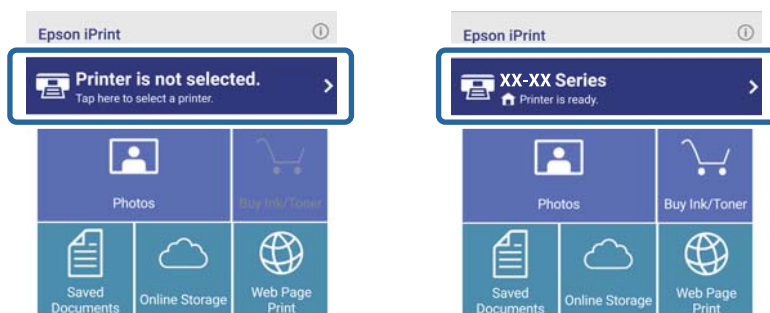 Epson iPrint
Printer is not selected.
Tap here to select a printer.
Photos
Buy Ink/Toner
Saved
Documents
Online Storage
Web Page
Print
Epson iPrint
XX-XX Series
Printer is ready.
Photos
Buy Ink/Toner
Saved
Documents
Online Storage
Web Page
Print